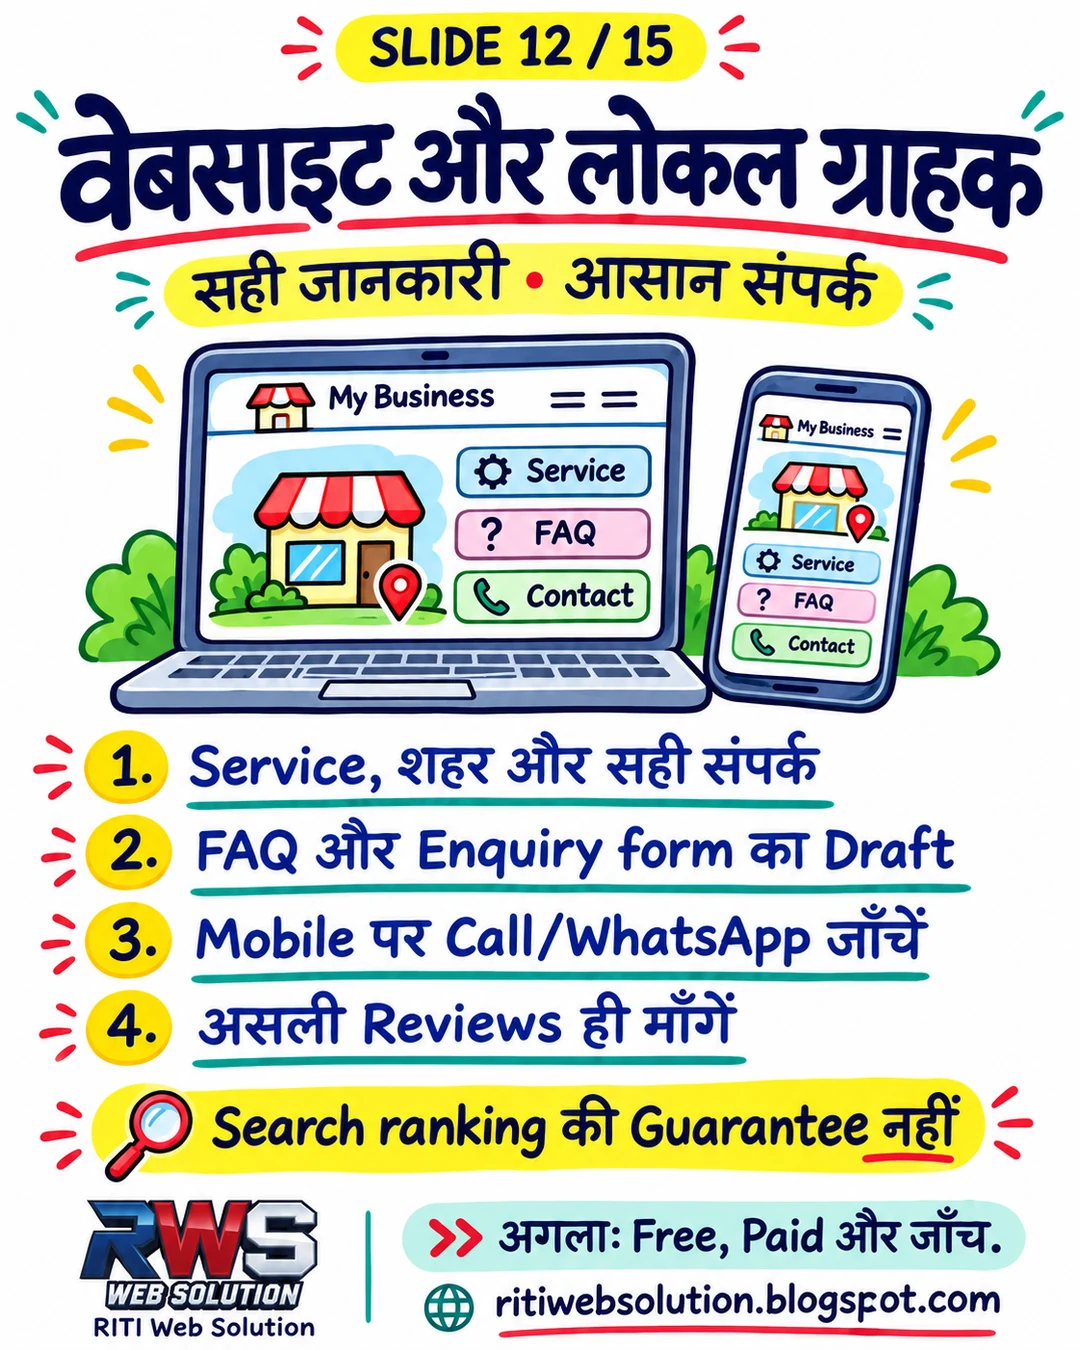 SLIDE 12 / 15
वेबसाइट और लोकल ग्राहक
सही जानकारी • आसान संपर्क
My Business
Service
? FAQ
Contact
My Business
Service
? FAQ
Contact
1. Service, शहर और सही संपर्क
2. FAQ और Enquiry form का Draft
3. Mobile पर Call/WhatsApp जाँचें
4. असली Reviews ही माँगें
Search ranking की Guarantee नहीं
RWS
WEB SOLUTION
RITI Web Solution
अगला: Free, Paid और जाँच.
ritiwebsolution.blogspot.com